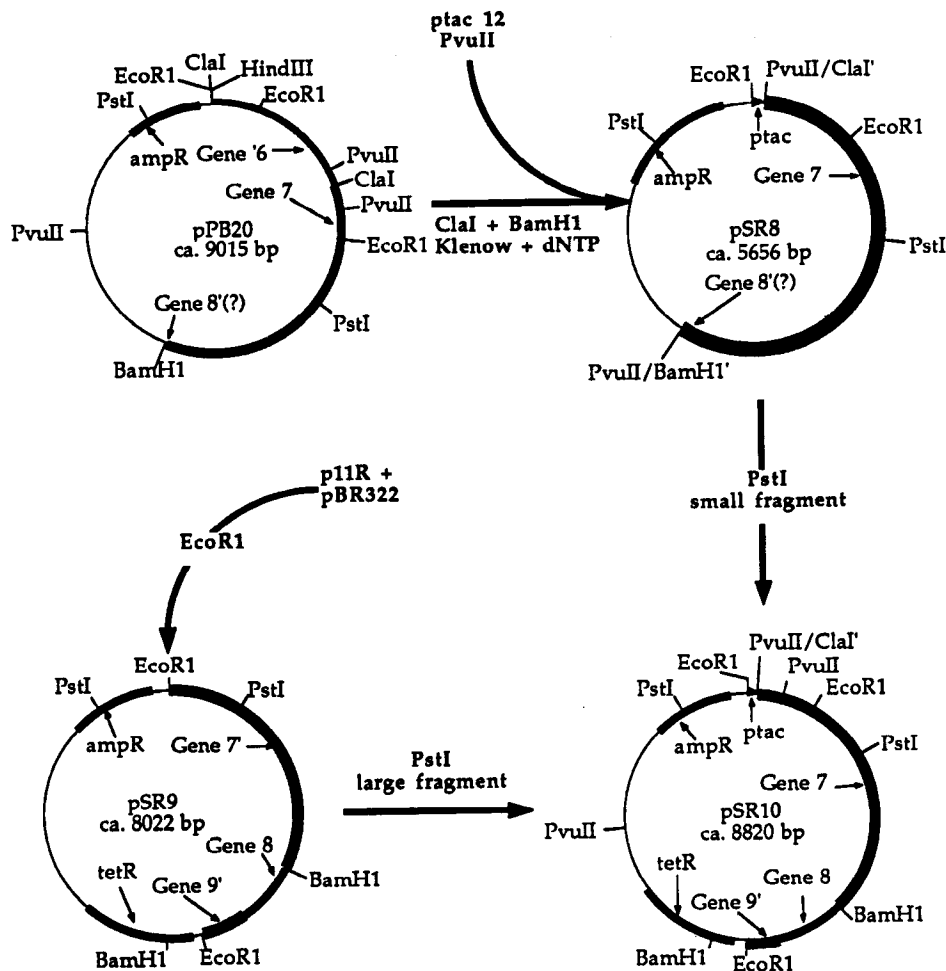 ptac 12
PvuII
ClaI
EcoR1
HindIII
EcoR1
PstI
ampR
Gene '6
PvuII
ClaI
Gene 7
PvuII
PvuII
pPB20
ca. 9015 bp
EcoR1
Gene 8'(?)
PstI
BamH1
ClaI + BamH1
Klenow + dNTP
EcoR1
PvuII/ClaI'
PstI
ptac
EcoR1
ampR
Gene 7
pSR8
ca. 5656 bp
PstI
Gene 8'(?)
PvuII/BamH1'
p11R +
pBR322
EcoR1
PstI
small fragment
EcoR1
PstI
PstI
ampR
Gene 7'
pSR9
ca. 8022 bp
Gene 8
tetR
Gene 9'
BamH1
BamH1
EcoR1
PstI
large fragment
PvuII/ClaI'
EcoR1
PvuII
PstI
EcoR1
ampR
ptac
PstI
Gene 7
PvuII
pSR10
ca. 8820 bp
tetR
Gene 8
Gene 9'
BamH1
BamH1
EcoR1